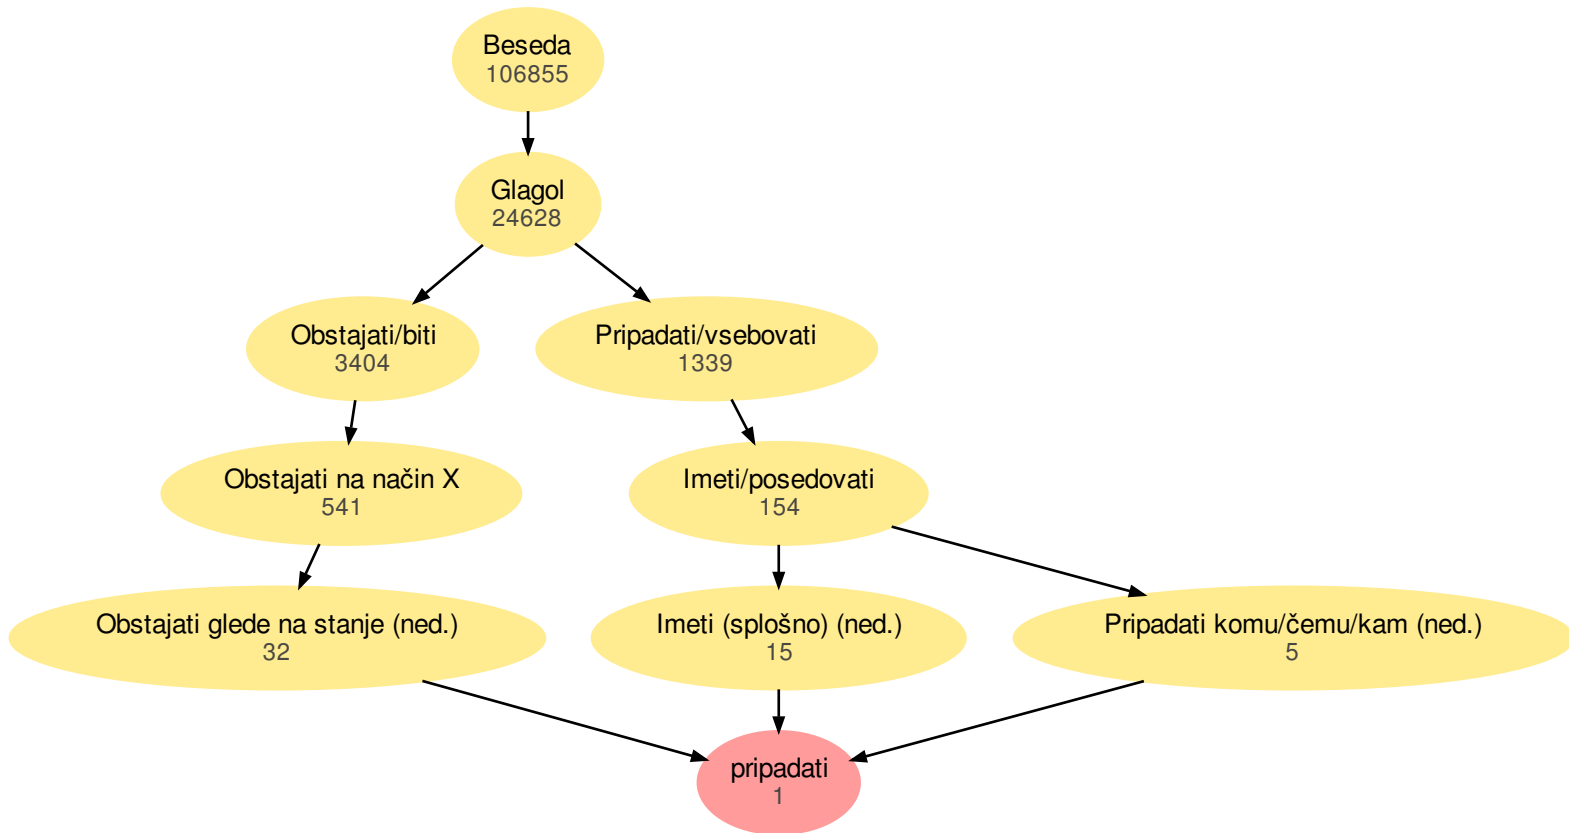 Beseda
106855
Glagol
24628
Obstajati/biti
3404
Pripadati/vsebovati
1339
Obstajati na način X
541
Imeti/posedovati
154
Obstajati glede na stanje (ned.)
32
Imeti (splošno) (ned.)
15
Pripadati komu/čemu/kam (ned.)
5
pripadati
1